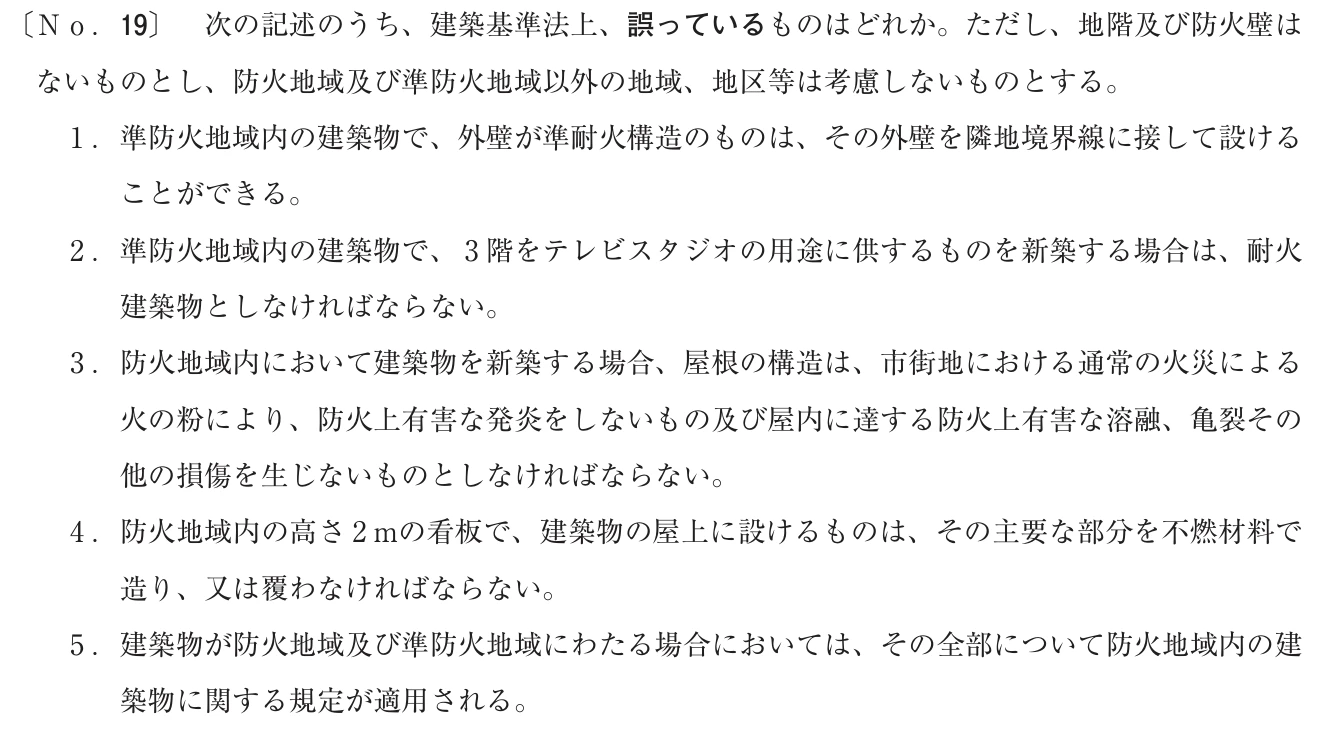 〔Ｎｏ．19〕　次の記述のうち、建築基準法上、誤っているものはどれか。ただし、地階及び防火壁は
ないものとし、防火地域及び準防火地域以外の地域、地区等は考慮しないものとする。
１．準防火地域内の建築物で、外壁が準耐火構造のものは、その外壁を隣地境界線に接して設ける
ことができる。
２．準防火地域内の建築物で、３階をテレビスタジオの用途に供するものを新築する場合は、耐火
建築物としなければならない。
３．防火地域内において建築物を新築する場合、屋根の構造は、市街地における通常の火災による
火の粉により、防火上有害な発炎をしないもの及び屋内に達する防火上有害な溶融、亀裂その
他の損傷を生じないものとしなければならない。
４．防火地域内の高さ２ｍの看板で、建築物の屋上に設けるものは、その主要な部分を不燃材料で
造り、又は覆わなければならない。
５．建築物が防火地域及び準防火地域にわたる場合においては、その全部について防火地域内の建
築物に関する規定が適用される。